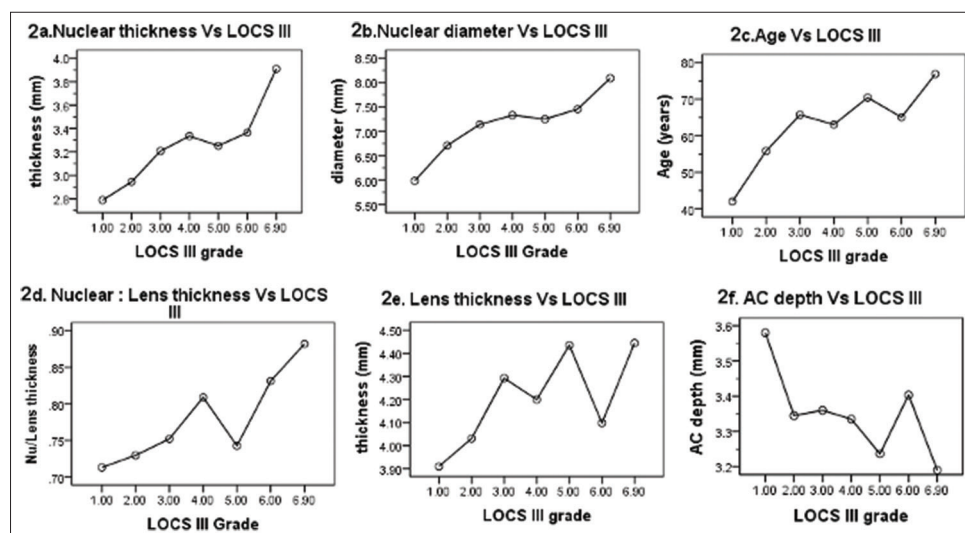 2a.Nuclear thickness Vs LOCS III
thickness (mm)
4.0
3.8
3.6
3.4
3.2
3.0
2.8
1.00 2.00 3.00 4.00 5.00 6.00 6.90
LOCS III grade
2b.Nuclear diameter Vs LOCS III
diameter (mm)
8.50
8.00
7.50
7.00
6.50
6.00
5.50
1.00 2.00 3.00 4.00 5.00 6.00 6.90
LOCS III Grade
2c.Age Vs LOCS III
Age (years)
80
70
60
50
40
1.00 2.00 3.00 4.00 5.00 6.00 6.90
LOCS III grade
2d. Nuclear : Lens thickness Vs LOCS
III
Nu/Lens thickness
.90
.85
.80
.75
.70
1.00 2.00 3.00 4.00 5.00 6.00 6.90
LOCS III Grade
2e. Lens thickness Vs LOCS III
thickness (mm)
4.50
4.40
4.30
4.20
4.10
4.00
3.90
1.00 2.00 3.00 4.00 5.00 6.00 6.90
LOCS III grade
2f. AC depth Vs LOCS III
AC depth (mm)
3.6
3.5
3.4
3.3
3.2
1.00 2.00 3.00 4.00 5.00 6.00 6.90
LOCS III grade